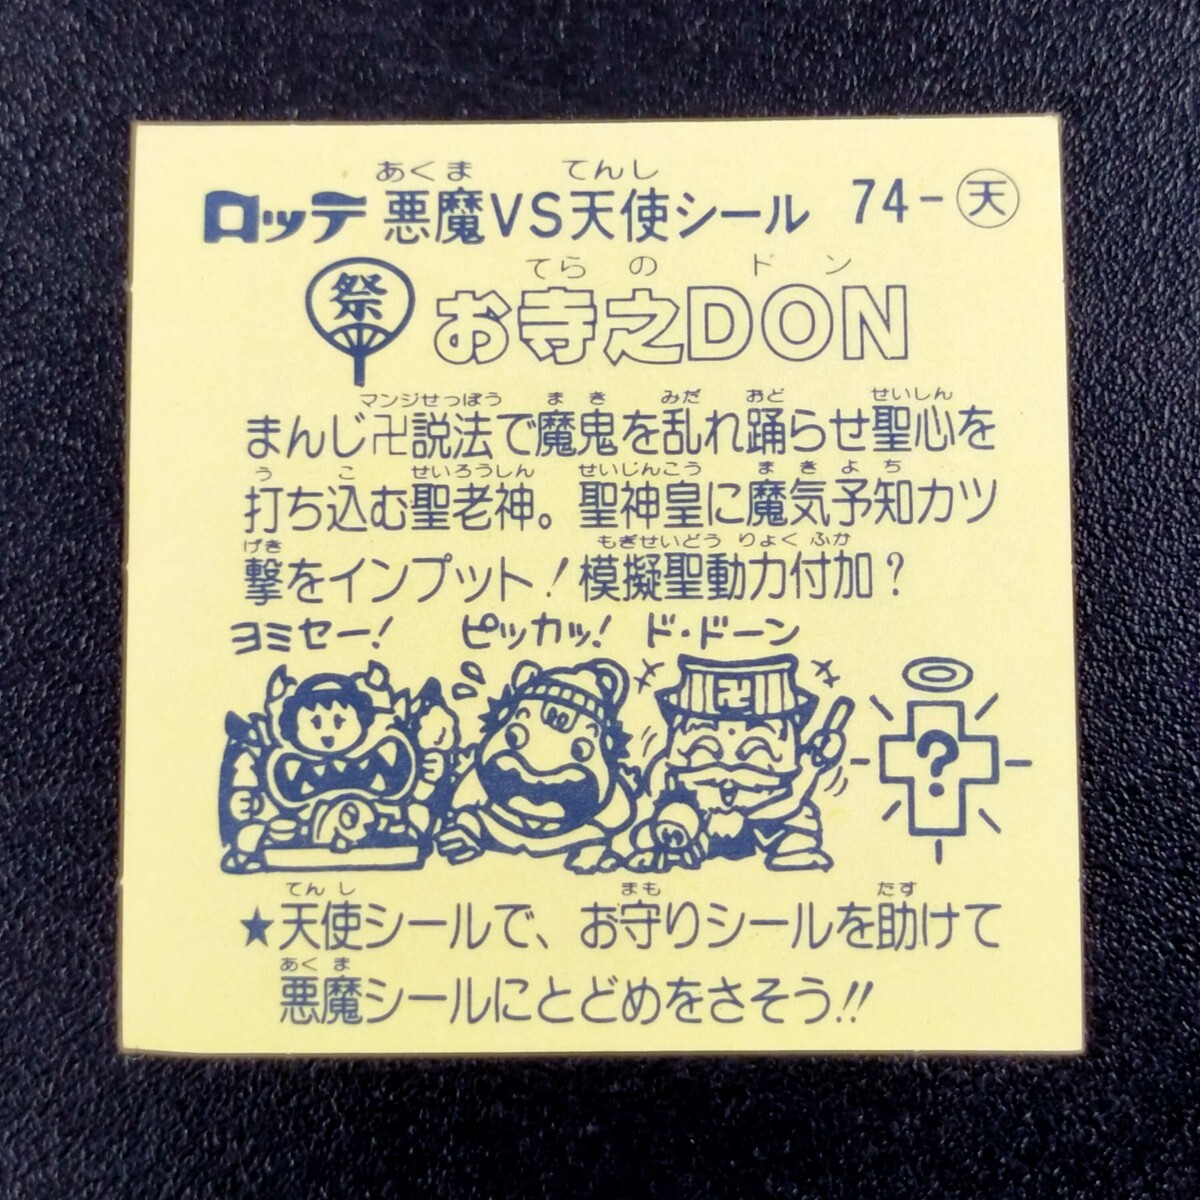 あくま てんし
ロッテ 悪魔VS天使シール 74-天
てら の ドン
祭 お寺之DON
マンジせっぽう まき みだ おど せいしん
まんじ卍説法で魔鬼を乱れ踊らせ聖心を
う こ せいろうしん せいじんこう まきよち
打ち込む聖老神。聖神皇に魔気予知カツ
げき もぎせいどう りょく ふか
撃をインプット!模擬聖動力付加?
ヨミセー! ピッカッ! ド・ドーン
卍
?
てんし まも たす
★天使シールで、お守りシールを助けて
あくま
悪魔シールにとどめをさそう!!